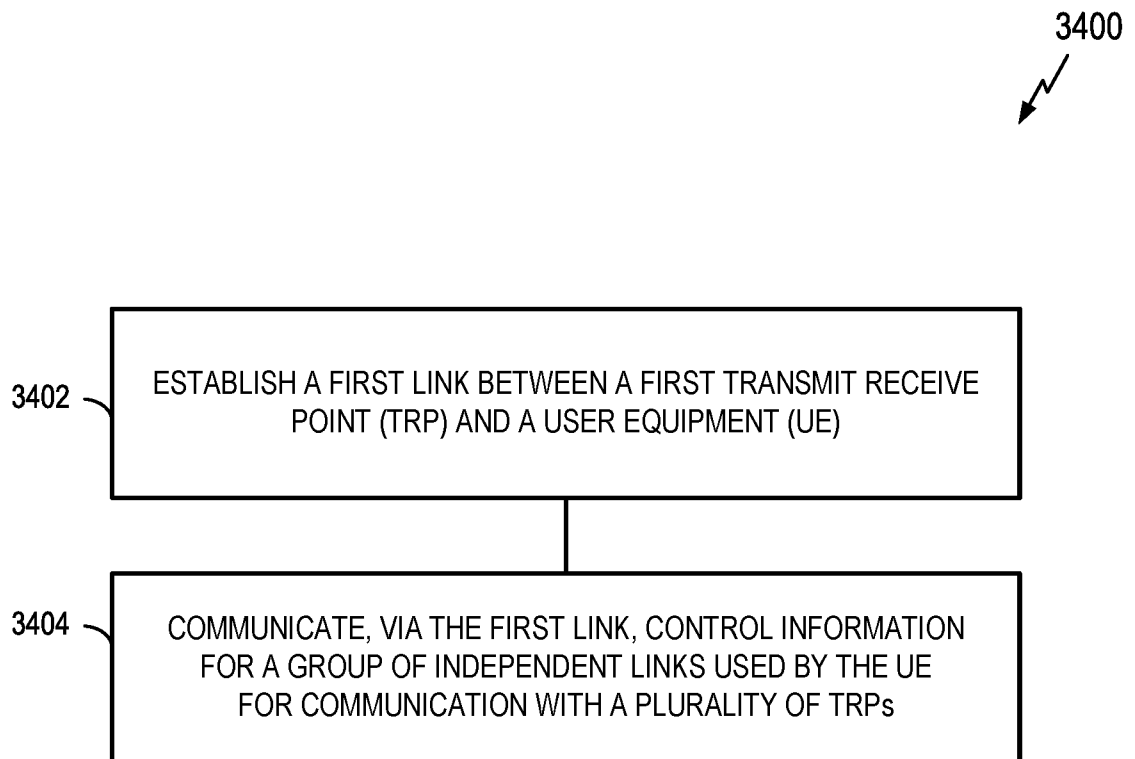 3400
3402
ESTABLISH A FIRST LINK BETWEEN A FIRST TRANSMIT RECEIVE
POINT (TRP) AND A USER EQUIPMENT (UE)
3404
COMMUNICATE, VIA THE FIRST LINK, CONTROL INFORMATION
FOR A GROUP OF INDEPENDENT LINKS USED BY THE UE
FOR COMMUNICATION WITH A PLURALITY OF TRPs